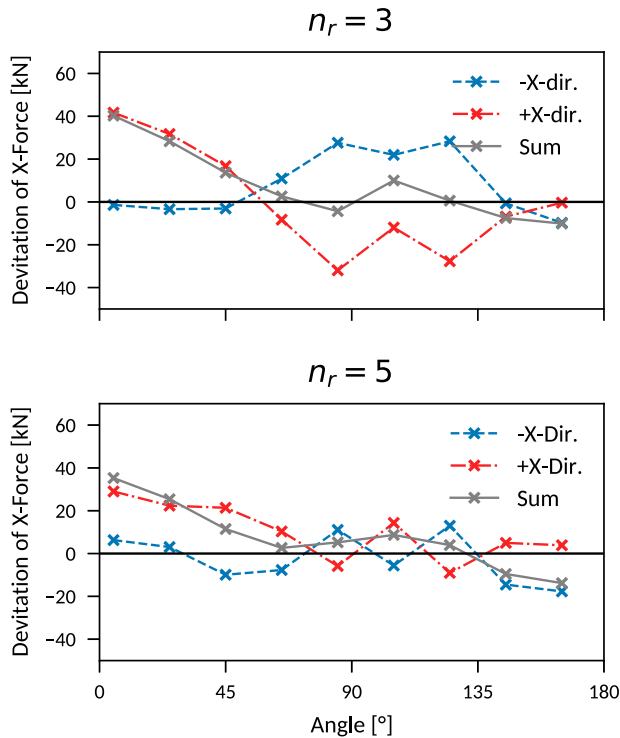 n_r = 3
Devitation of X-Force [kN]
60
40
20
0
−20
−40
-X-dir.
+X-dir.
Sum
n_r = 5
Devitation of X-Force [kN]
60
40
20
0
−20
−40
-X-Dir.
+X-Dir.
Sum
0 45 90 135 180
Angle [°]